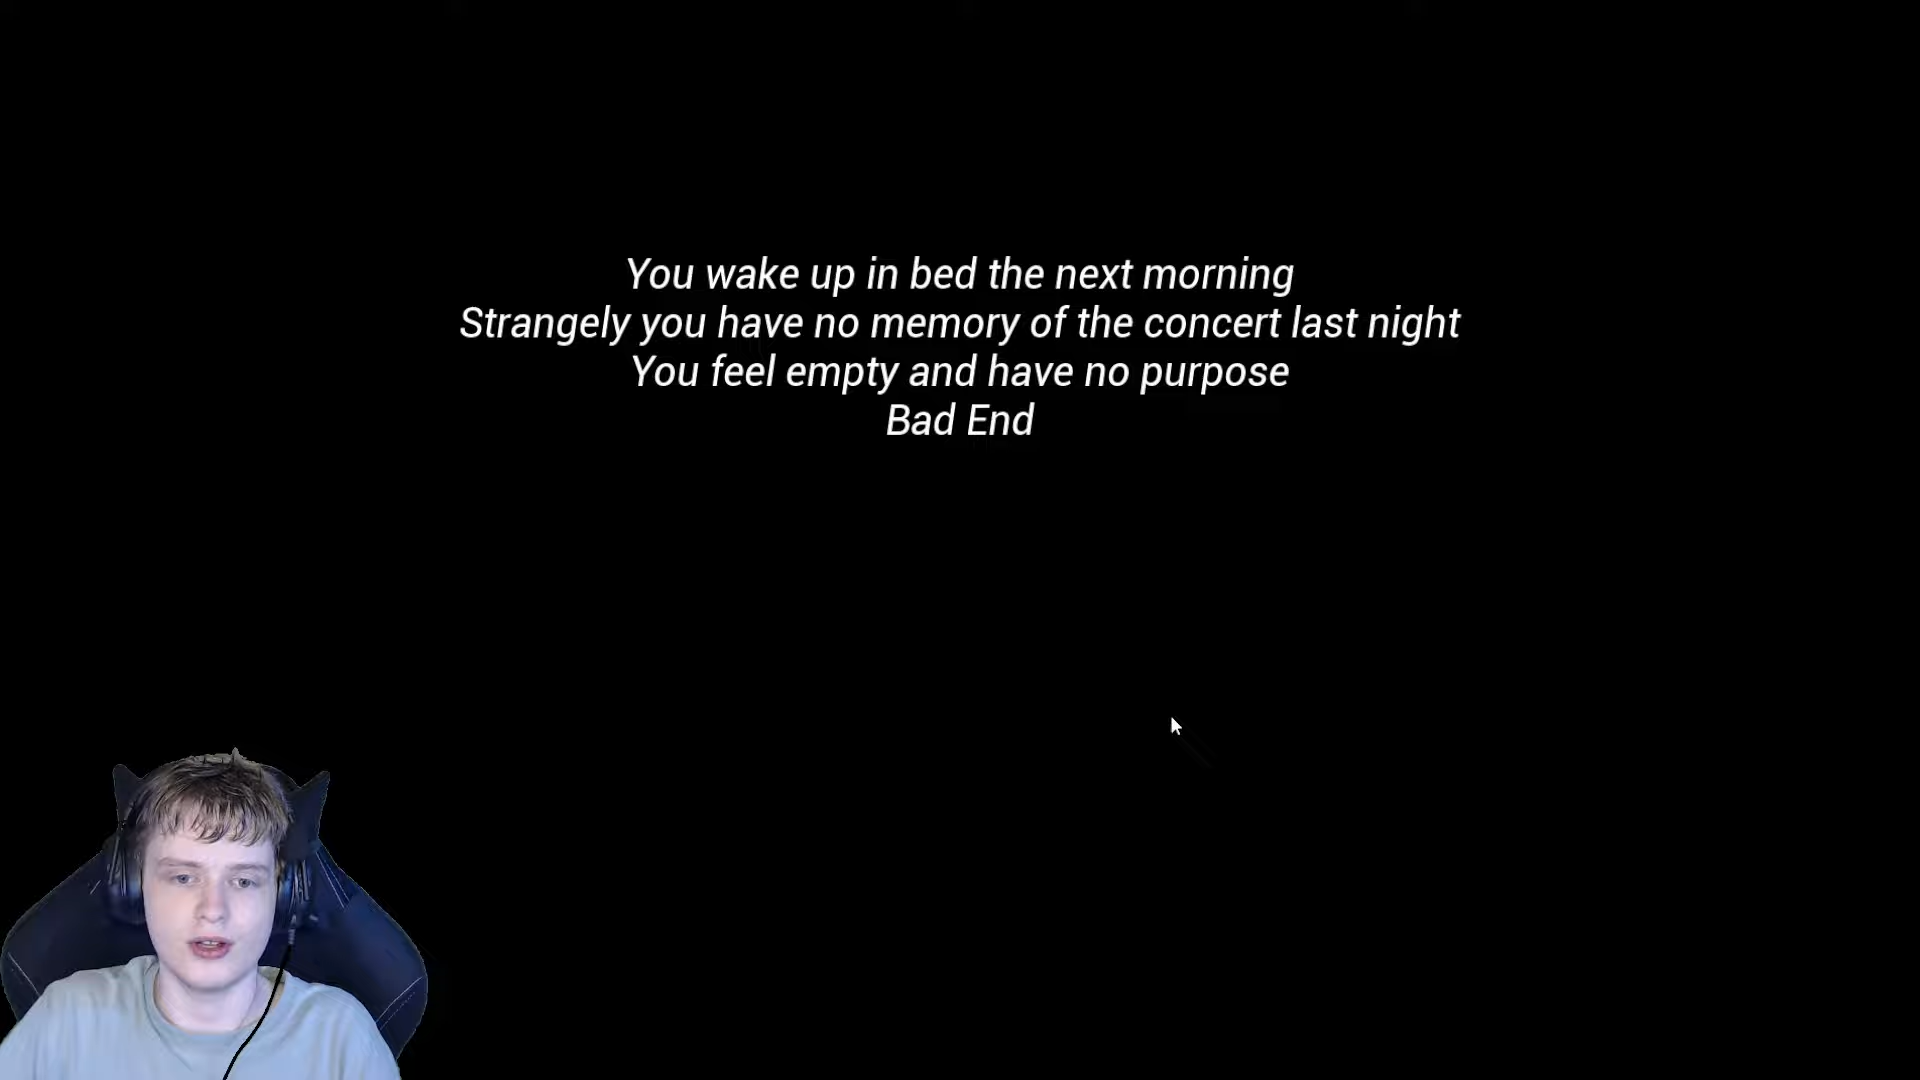 You wake up in bed the next morning
Strangely you have no memory of the concert last night
You feel empty and have no purpose
Bad End